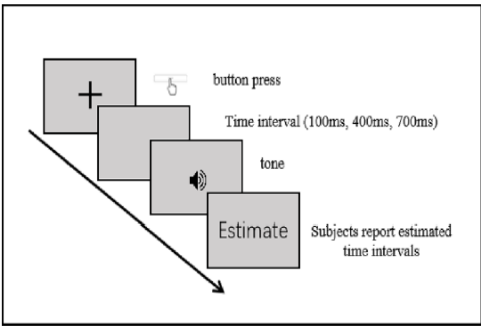 button press
Time interval (100ms, 400ms, 700ms)
tone
Estimate
Subjects report estimated
time intervals